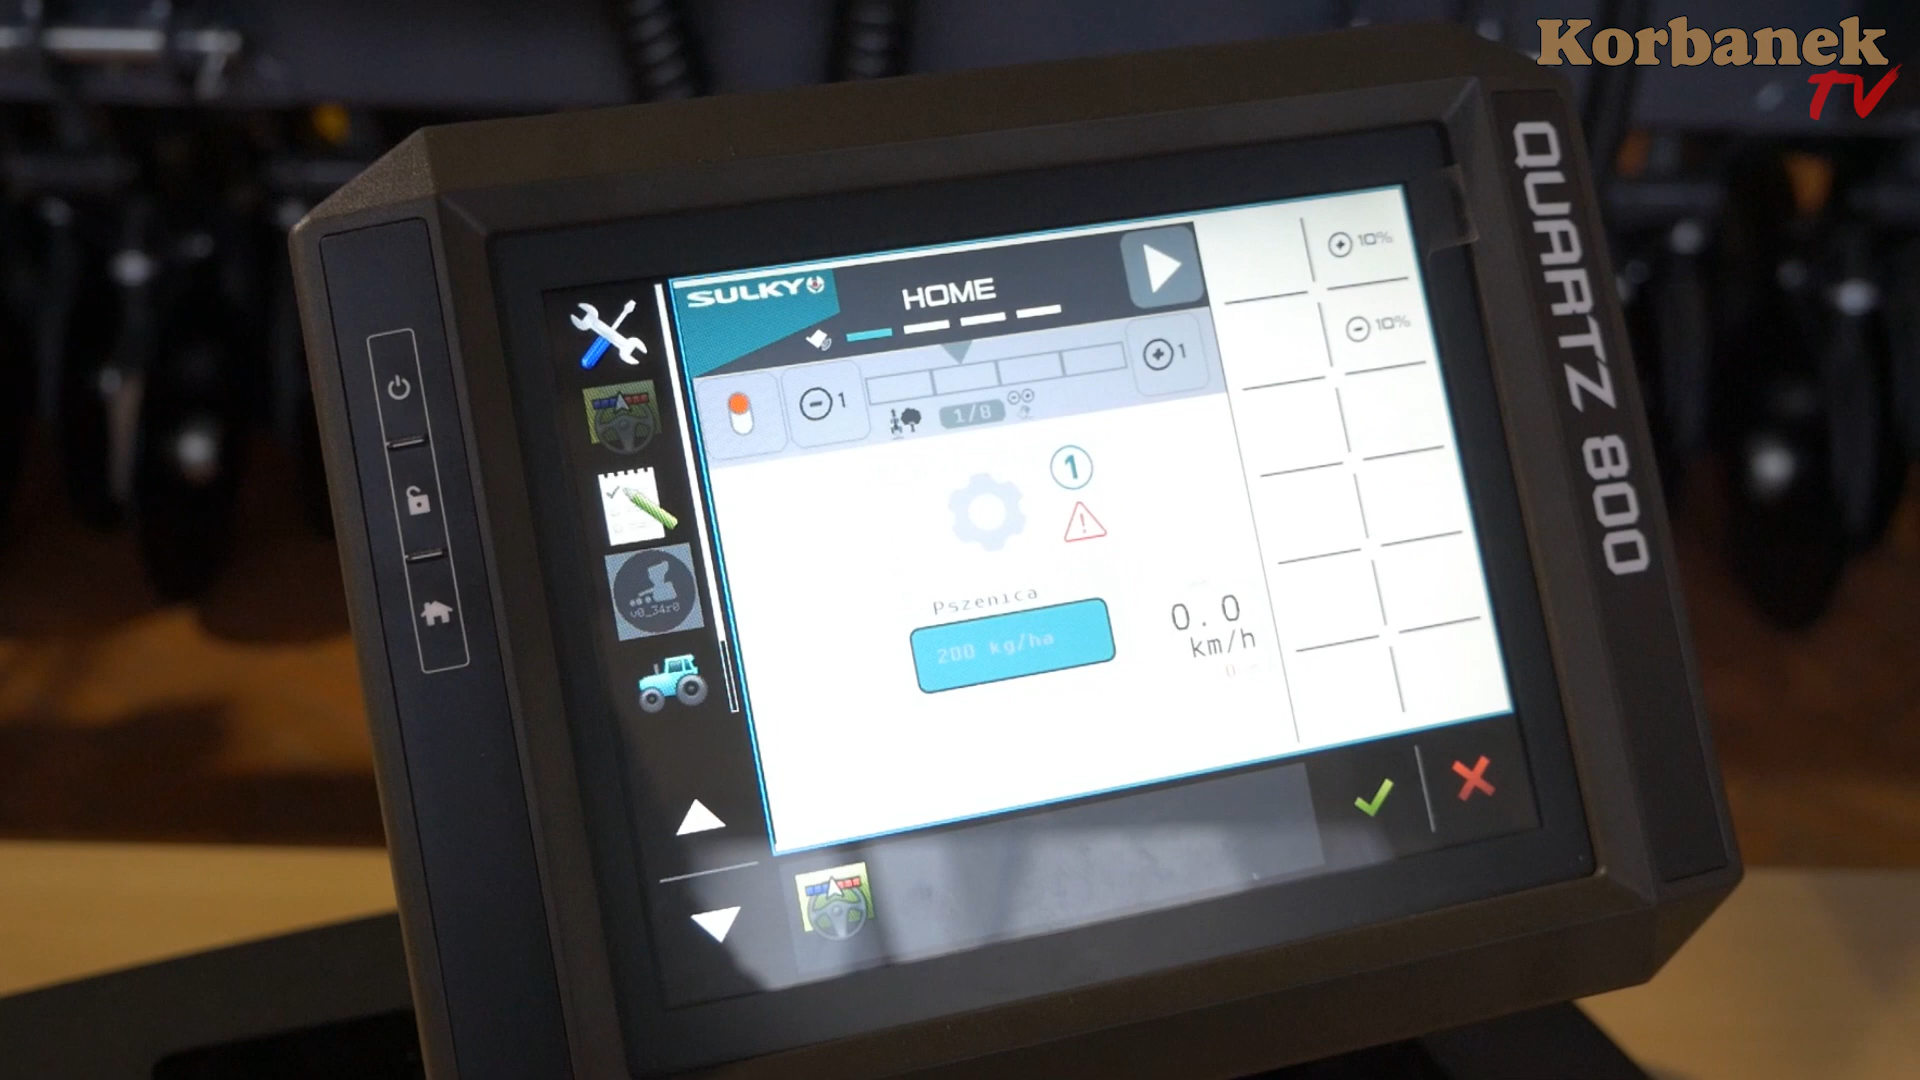 Korbanek
TV
QUARTZ 800
SULKY
HOME
10%
10%
1
1
1/8
1
v0_34r0
Pszenica
200 kg/ha
0.0
km/h